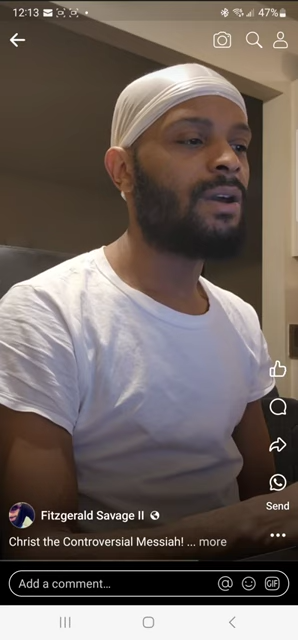 12:13
47%
Send
Fitzgerald Savage II
Christ the Controversial Messiah! ... more
Add a comment...
GIF